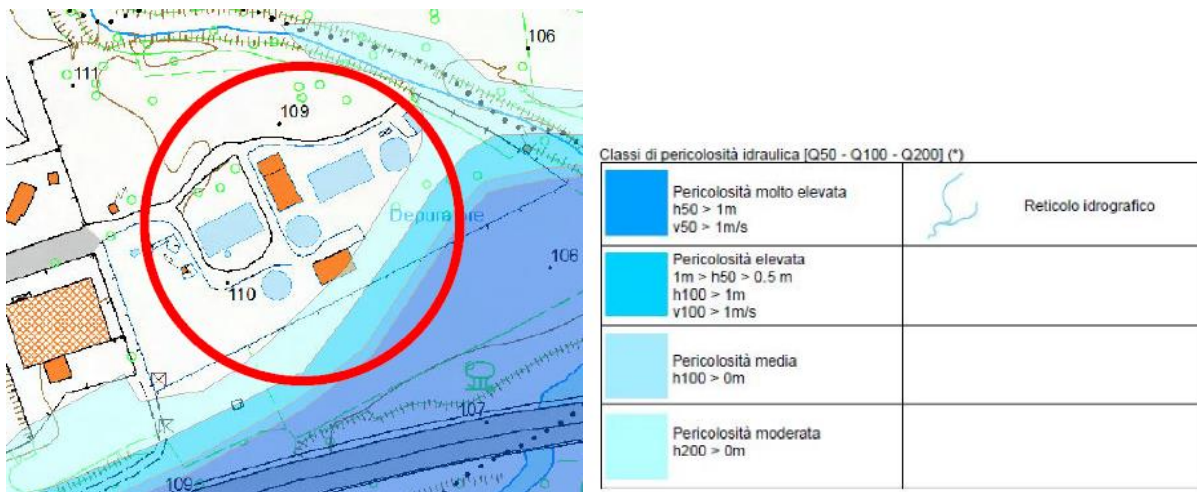 106
111
109
Depuratore
106
110
107
109
Classi di pericolosità idraulica [Q50 - Q100 - Q200] (*)
Pericolosità molto elevata
h50 > 1m
v50 > 1m/s
Reticolo idrografico
Pericolosità elevata
1m > h50 > 0.5 m
h100 > 1m
v100 > 1m/s
Pericolosità media
h100 > 0m
Pericolosità moderata
h200 > 0m